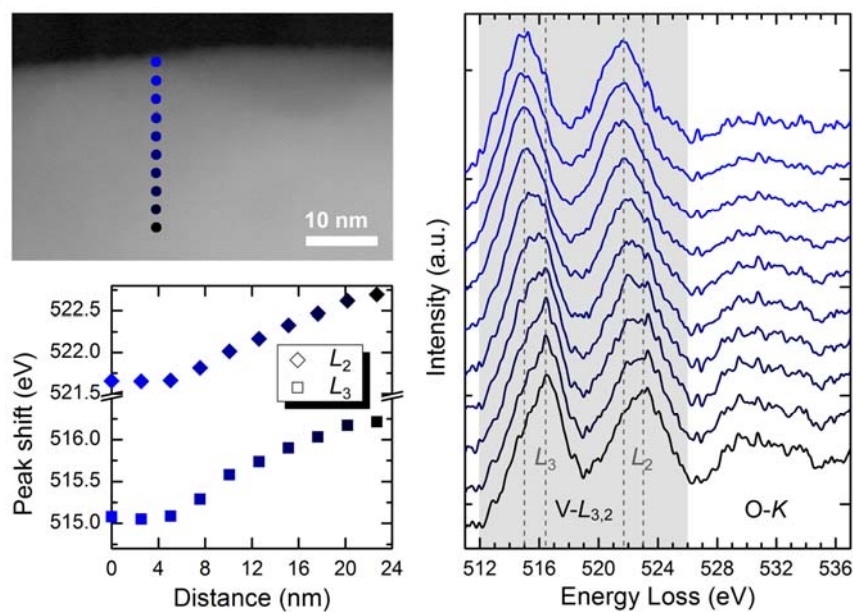 10 nm
Peak shift (eV)
522.5
522.0
521.5
516.0
515.5
515.0
L2
L3
0 4 8 12 16 20 24
Distance (nm)
Intensity (a.u.)
L3
L2
V-L3,2
O-K
512 516 520 524 528 532 536
Energy Loss (eV)